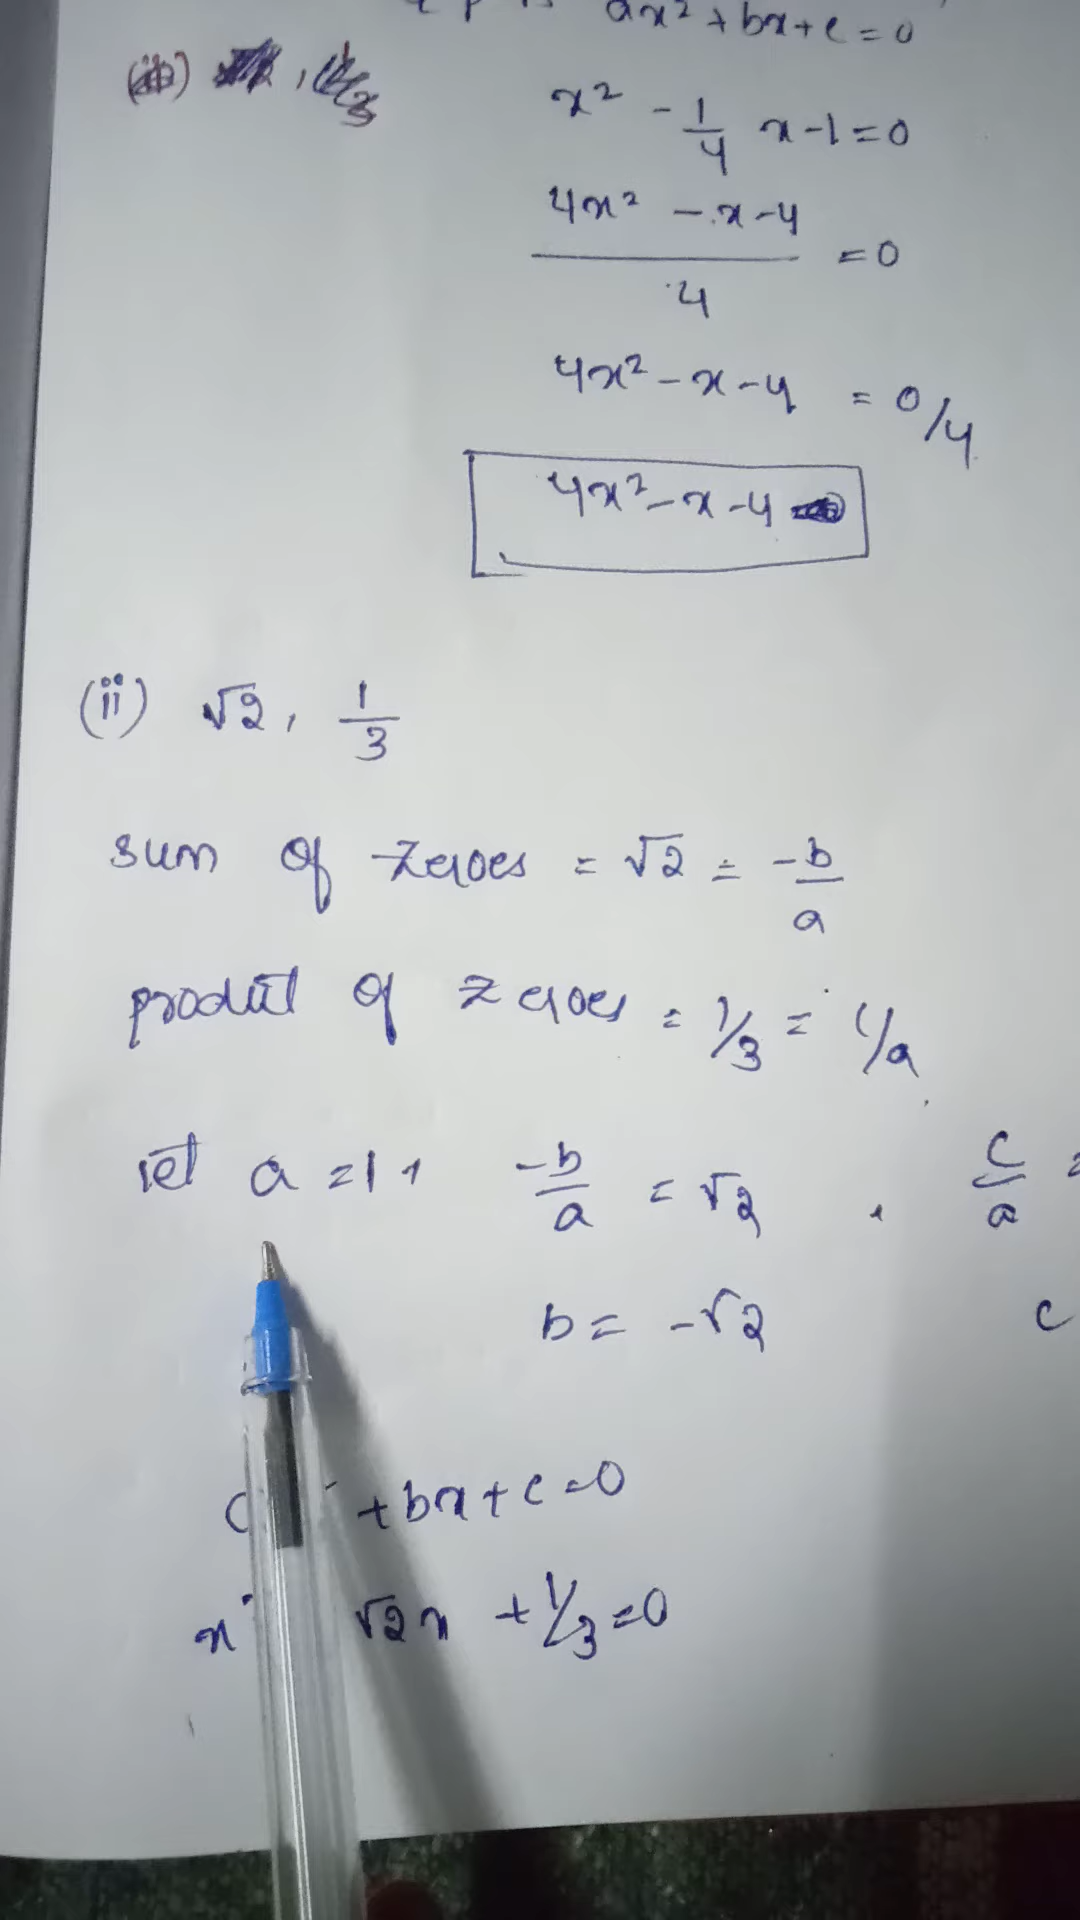 ax² + bx + c = 0
x² - 1/4 x - 1 = 0
4x² - x - 4 / 4 = 0
4x² - x - 4 = 0/4
4x² - x - 4
(ii) √2, 1/3
sum of zeroes = √2 = -b/a
product of zeroes = 1/3 = c/a
let a = 1, -b/a = √2, c/a =
b = -√2 c
+ bx + c = 0
x √2x + 1/3 = 0